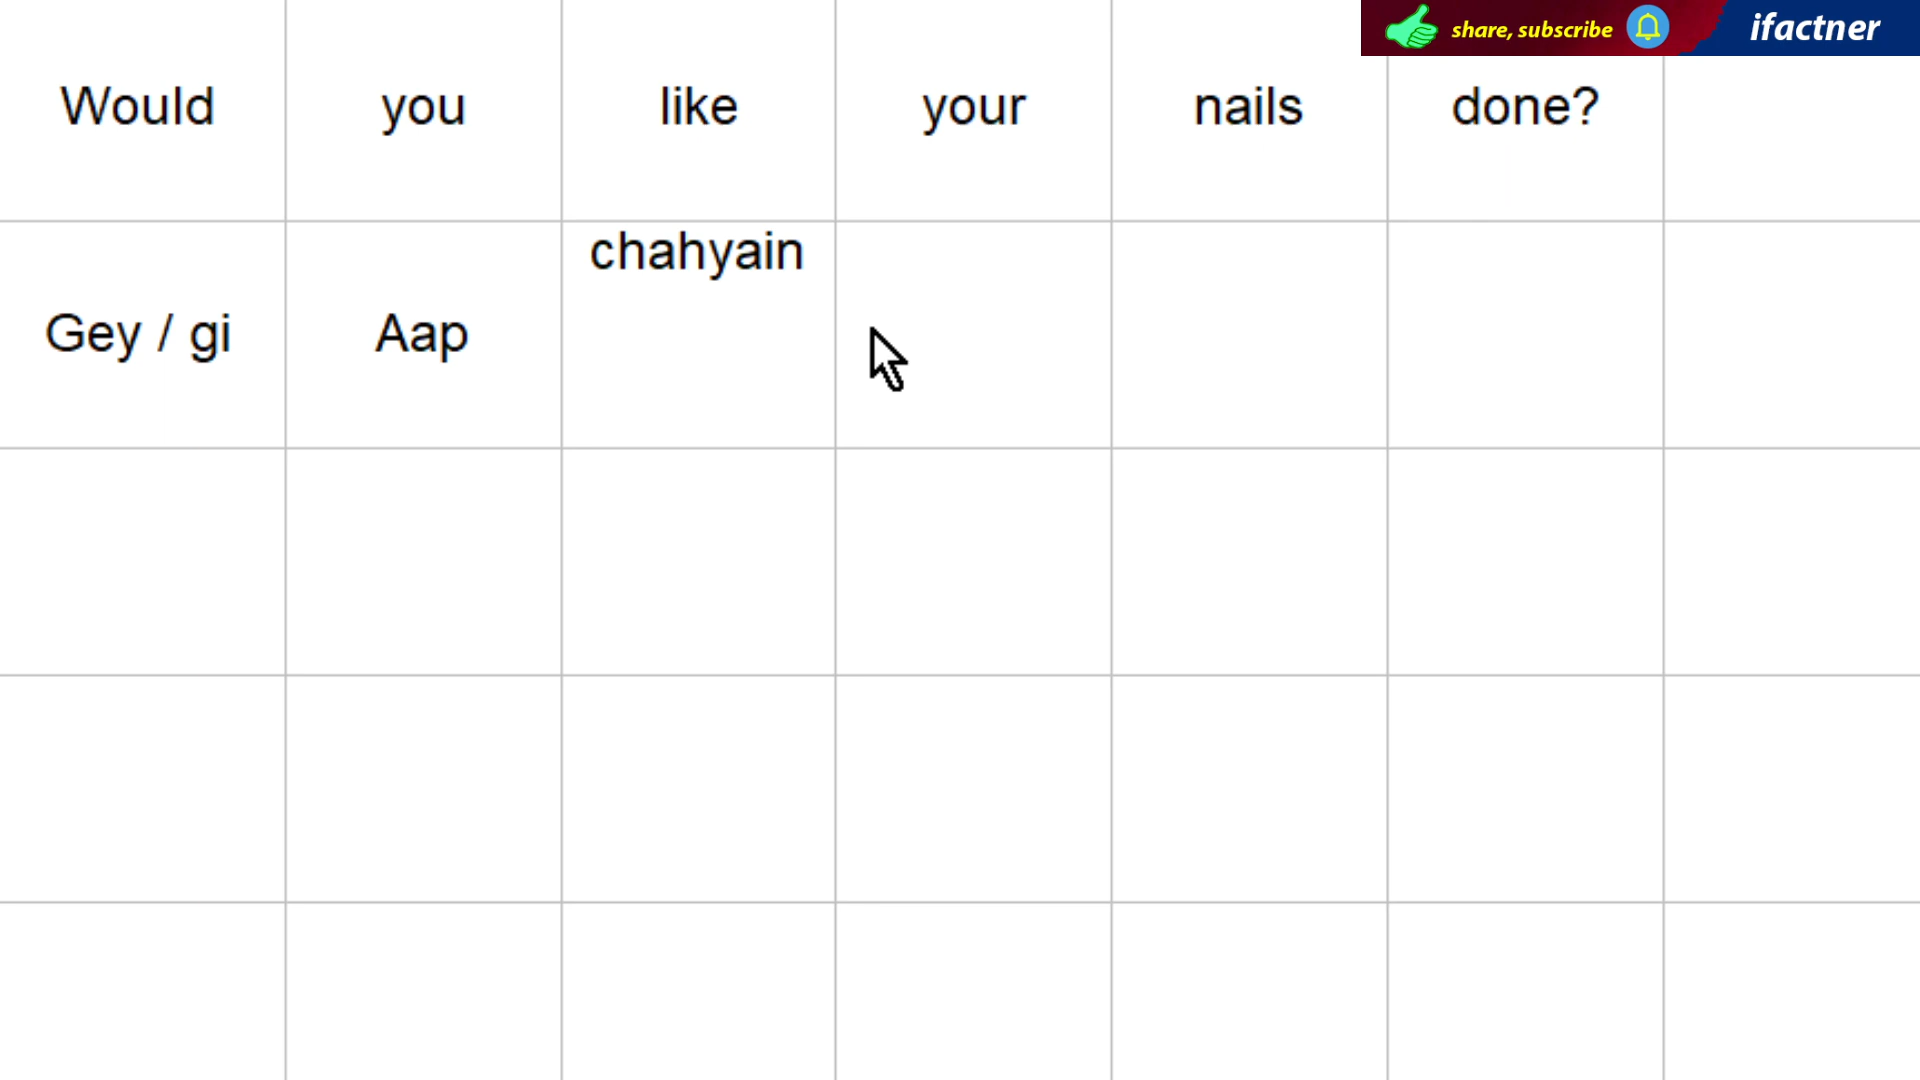 share, subscribe ifactner
Would you like your nails done?
chahyain
Gey / gi Aap